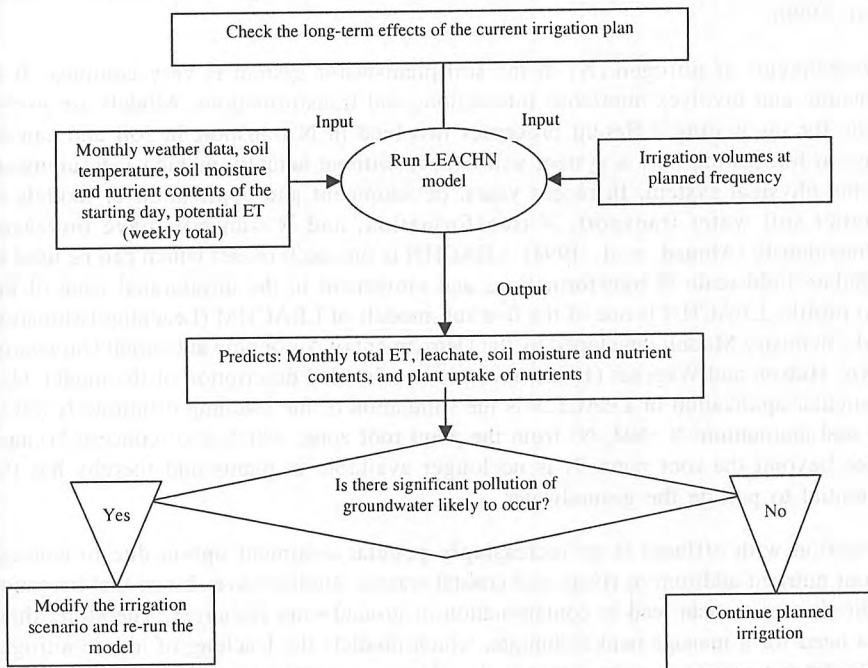 Check the long-term effects of the current irrigation plan
Input
Input
Monthly weather data, soil
temperature, soil moisture
and nutrient contents of the
starting day, potential ET
(weekly total)
Run LEACHN
model
Irrigation volumes at
planned frequency
Output
Predicts: Monthly total ET, leachate, soil moisture and nutrient
contents, and plant uptake of nutrients
Is there significant pollution of
groundwater likely to occur?
Yes
No
Modify the irrigation
scenario and re-run the
model
Continue planned
irrigation